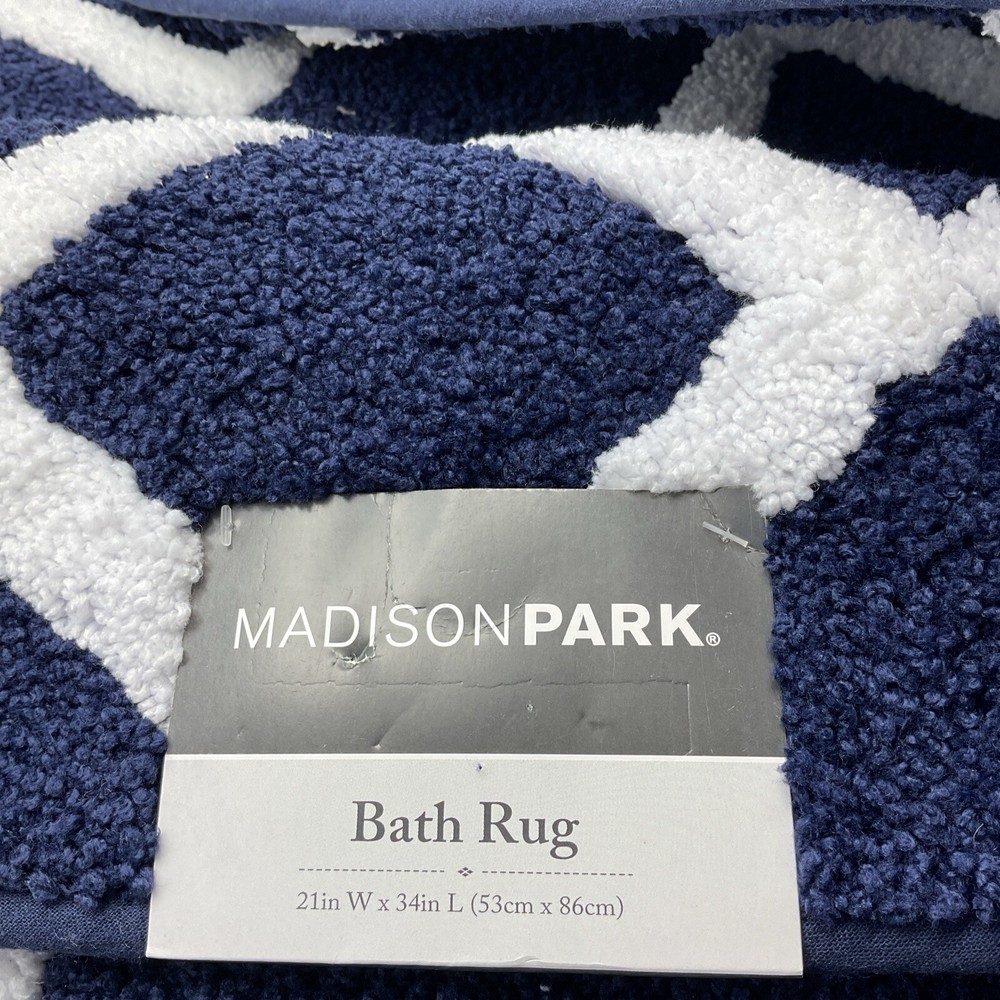 MADISONPARK®
Bath Rug
21in W x 34in L (53cm x 86cm)